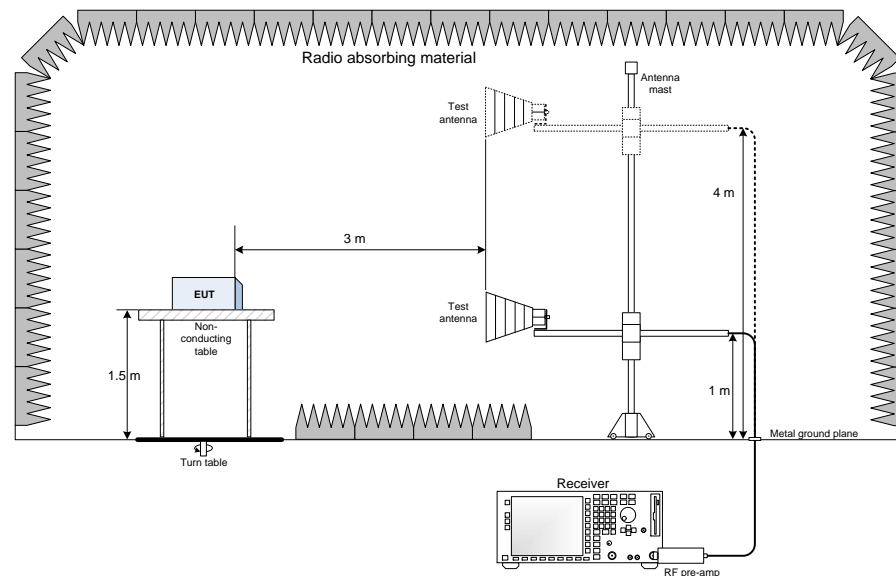 Radio absorbing material
Test
antenna
Antenna
mast
4 m
3 m
EUT
Test
antenna
Non-
conducting
table
1.5 m
1 m
Metal ground plane
Turn table
Receiver
RF pre-amp